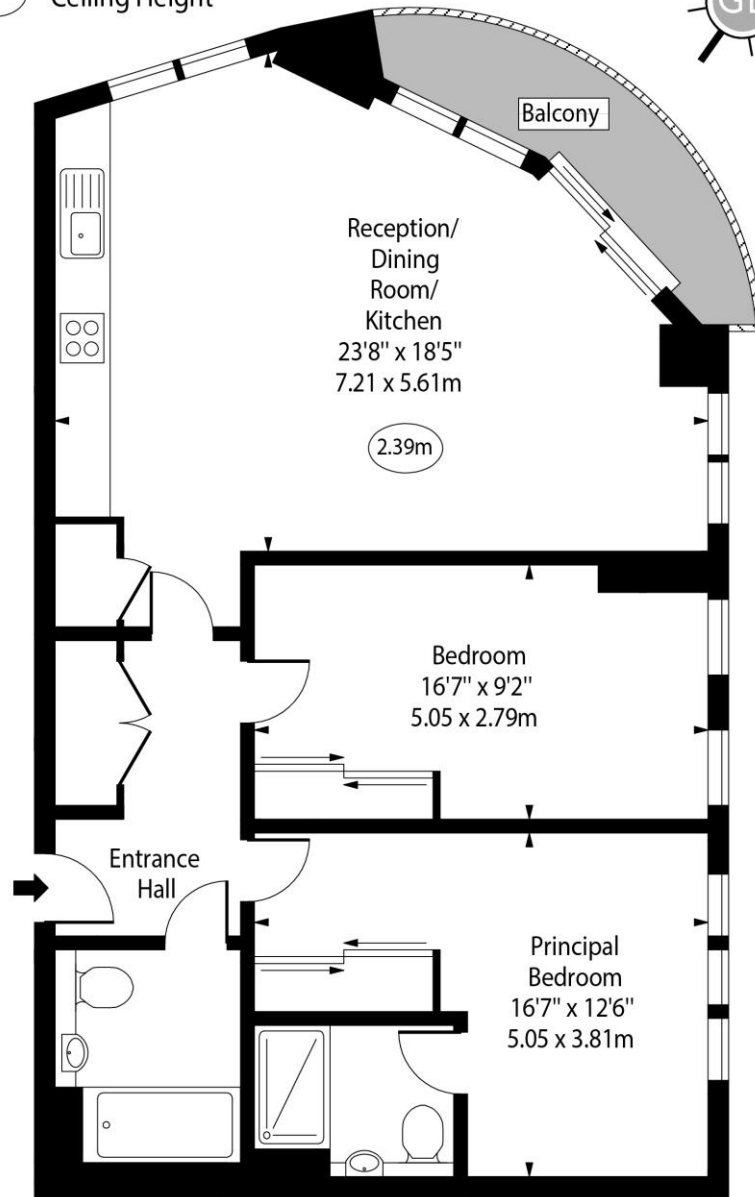 Ceiling Height
Balcony
Reception/
Dining
Room/
Kitchen
23'8" x 18'5"
7.21 x 5.61m
2.39m
Bedroom
16'7" x 9'2"
5.05 x 2.79m
Entrance
Hall
Principal
Bedroom
16'7" x 12'6"
5.05 x 3.81m